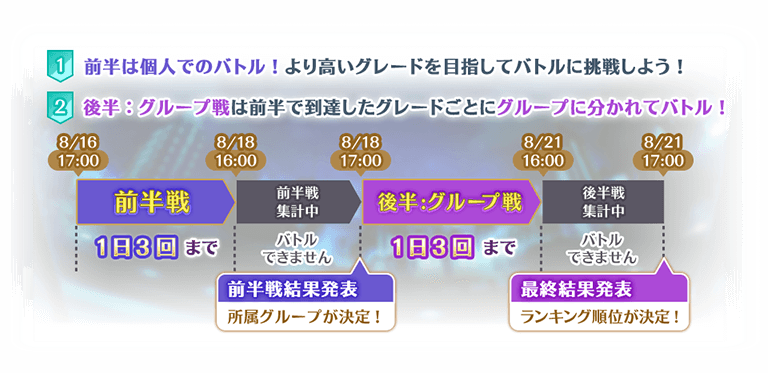 1 前半は個人でのバトル！より高いグレードを目指してバトルに挑戦しよう！
2 後半：グループ戦は前半で到達したグレードごとにグループに分かれてバトル！
8/16 8/18 8/18 8/21 8/21
17:00 16:00 17:00 16:00 17:00
前半戦
前半戦
集計中
後半:グループ戦
後半戦
集計中
1日3回 まで
バトル
できません
1日3回 まで
バトル
できません
前半戦結果発表
所属グループが決定！
最終結果発表
ランキング順位が決定！